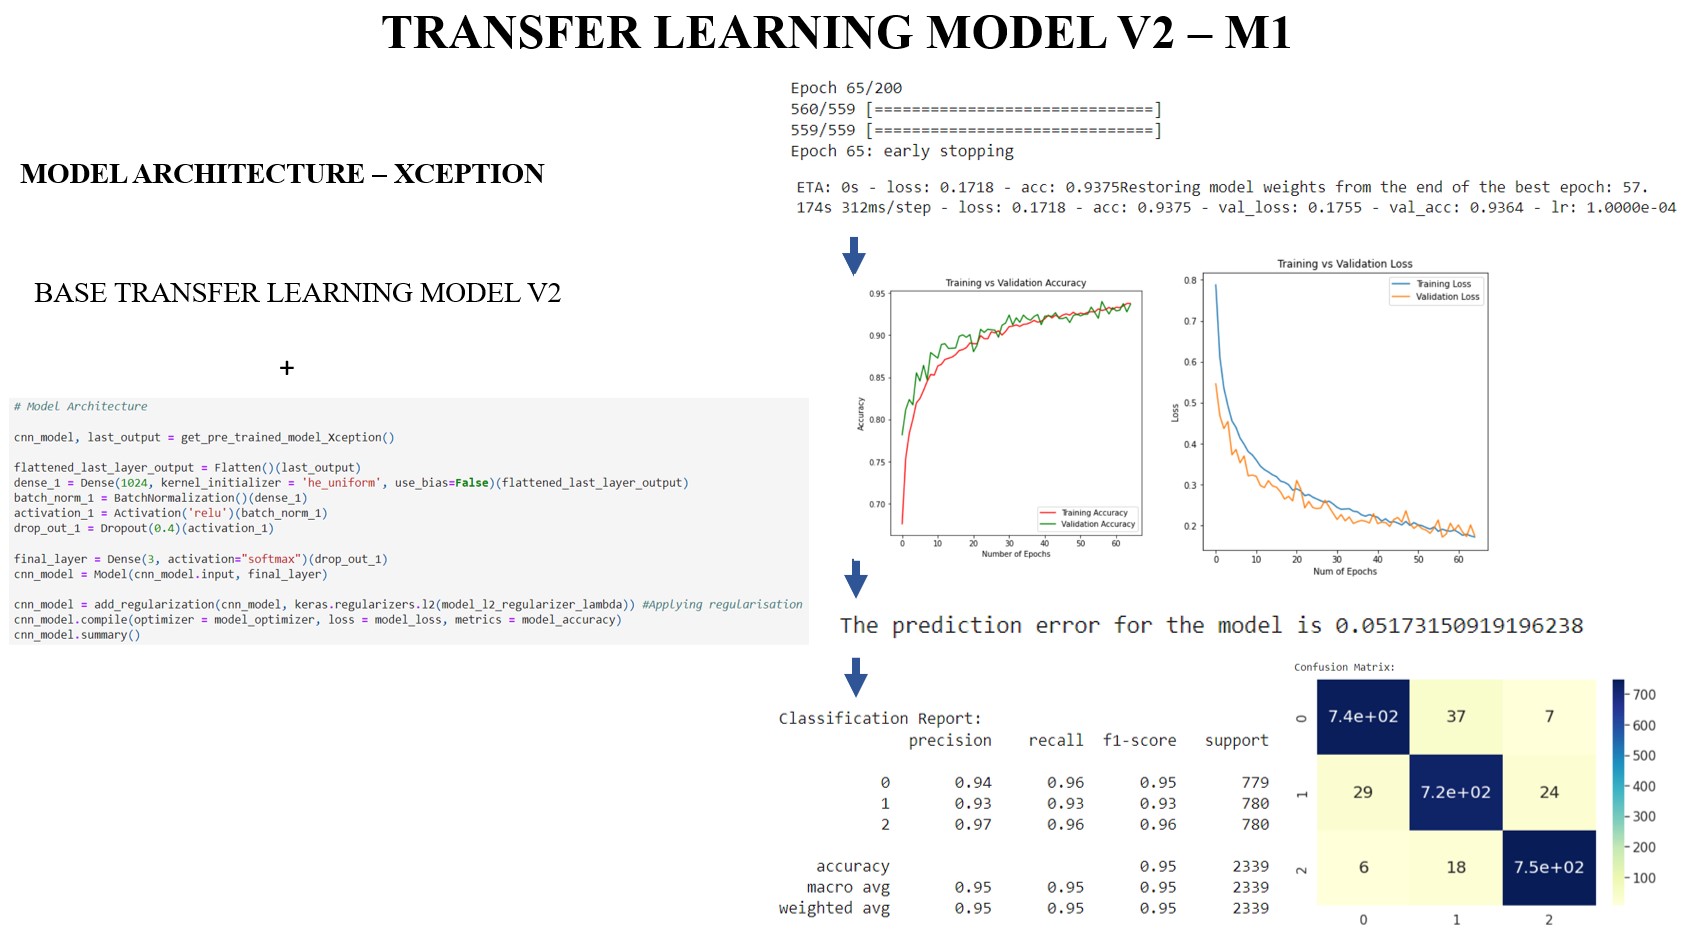 TRANSFER LEARNING MODEL V2 – M1
MODEL ARCHITECTURE – XCEPTION
BASE TRANSFER LEARNING MODEL V2
+
# Model Architecture
cnn_model, last_output = get_pre_trained_model_Xception()
flattened_last_layer_output = Flatten()(last_output)
dense_1 = Dense(1024, kernel_initializer = 'he_uniform', use_bias=False)(flattened_last_layer_output)
batch_norm_1 = BatchNormalization()(dense_1)
activation_1 = Activation('relu')(batch_norm_1)
drop_out_1 = Dropout(0.4)(activation_1)
final_layer = Dense(3, activation="softmax")(drop_out_1)
cnn_model = Model(cnn_model.input, final_layer)
cnn_model = add_regularization(cnn_model, keras.regularizers.l2(model_l2_regularizer_lambda)) #Applying regularisation
cnn_model.compile(optimizer = model_optimizer, loss = model_loss, metrics = model_accuracy)
cnn_model.summary()
Epoch 65/200
560/559 [==============================]
559/559 [==============================]
Epoch 65: early stopping
ETA: 0s - loss: 0.1718 - acc: 0.9375Restoring model weights from the end of the best epoch: 57.
174s 312ms/step - loss: 0.1718 - acc: 0.9375 - val_loss: 0.1755 - val_acc: 0.9364 - lr: 1.0000e-04
Training vs Validation Accuracy
0.95
0.90
0.85
0.80
0.75
0.70
Accuracy
Training Accuracy
Validation Accuracy
0 10 20 30 40 50 60
Number of Epochs
Training vs Validation Loss
Training Loss
Validation Loss
0.8
0.7
0.6
0.5
0.4
0.3
0.2
Loss
0 10 20 30 40 50 60
Num of Epochs
The prediction error for the model is 0.05173150919196238
Classification Report:
precision recall f1-score support
0 0.94 0.96 0.95 779
1 0.93 0.93 0.93 780
2 0.97 0.96 0.96 780
accuracy 0.95 2339
macro avg 0.95 0.95 0.95 2339
weighted avg 0.95 0.95 0.95 2339
Confusion Matrix:
0 7.4e+02 37 7
1 29 7.2e+02 24
2 6 18 7.5e+02
0 1 2
700
600
500
400
300
200
100